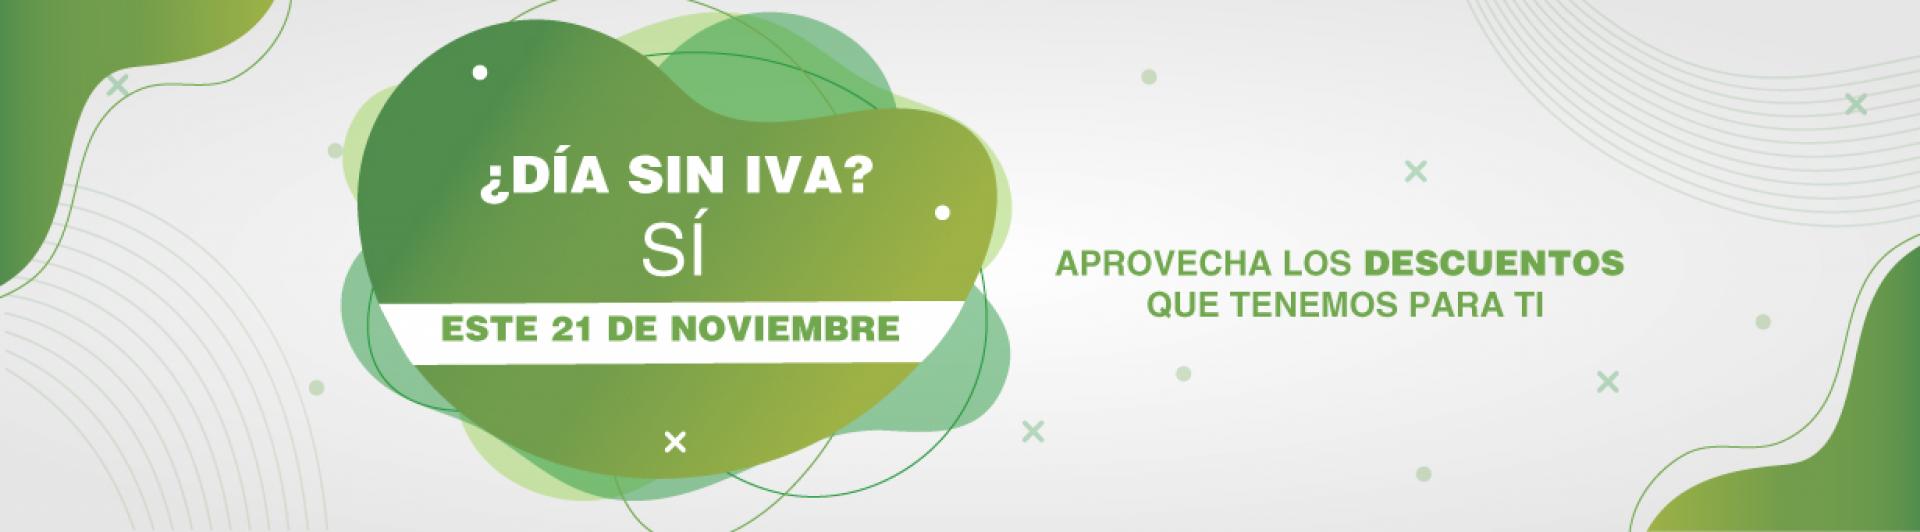 ¿DÍA SIN IVA?
SÍ
ESTE 21 DE NOVIEMBRE
APROVECHA LOS DESCUENTOS
QUE TENEMOS PARA TI